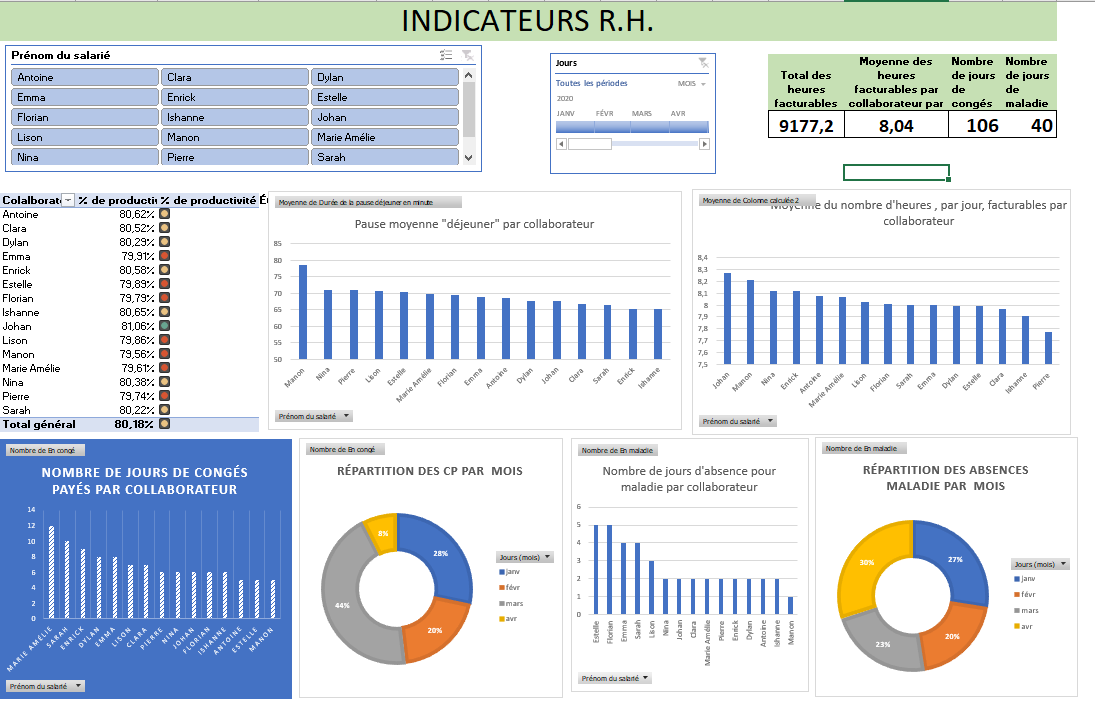 INDICATEURS R.H.
Prénom du salarié
Antoine Clara Dylan
Emma Enrick Estelle
Florian Ishanne Johan
Lison Manon Marie Amélie
Nina Pierre Sarah
Jours
Toutes les périodes MOIS
2020
JANV FÉVR MARS AVR
Total des heures facturables
Moyenne des heures facturables par collaborateur par
Nombre de jours de congés
Nombre de jours de maladie
9177,2 8,04 106 40
Colaborate % de producti % de productivité
Antoine 80,62%
Clara 80,52%
Dylan 80,29%
Emma 79,91%
Enrick 80,58%
Estelle 79,89%
Florian 79,79%
Ishanne 80,65%
Johan 81,06%
Lison 79,86%
Manon 79,56%
Marie Amélie 79,61%
Nina 80,38%
Pierre 79,74%
Sarah 80,22%
Total général 80,18%
Moyenne de Durée de la pause déjeuner en minute
Pause moyenne "déjeuner" par collaborateur
85
80
75
70
65
60
55
50
Manon Nina Pierre Lison Estelle Marie Amélie Florian Emma Antoine Dylan Johan Clara Sarah Enrick Ishanne
Prénom du salarié
Moyenne de Colonne calculée 2
Moyenne du nombre d'heures , par jour, facturables par
collaborateur
8,4
8,3
8,2
8,1
8
7,9
7,8
7,7
7,6
7,5
Johan Manon Nina Enrick Antoine Marie Amélie Lison Florian Sarah Emma Dylan Estelle Clara Ishanne Pierre
Prénom du salarié
Nombre de En congé
NOMBRE DE JOURS DE CONGÉS
PAYÉS PAR COLLABORATEUR
14
12
10
8
6
4
2
0
MARIE AMÉLIE SARAH ENRICK DYLAN EMMA LISON CLARA PIERRE NINA JOHAN FLORIAN ISHANNE ANTOINE ESTELLE MANON
Prénom du salarié
Nombre de En congé
RÉPARTITION DES CP PAR MOIS
8%
28%
44%
20%
Jours (mois)
janv
févr
mars
avr
Nombre de En maladie
Nombre de jours d'absence pour
maladie par collaborateur
6
5
4
3
2
1
0
Estelle Florian Emma Sarah Lison Nina Johan Clara Marie Amélie Pierre Enrick Dylan Antoine Ishanne Manon
Prénom du salarié
Nombre de En maladie
RÉPARTITION DES ABSENCES
MALADIE PAR MOIS
30%
27%
23%
20%
Jours (mois)
janv
févr
mars
avr